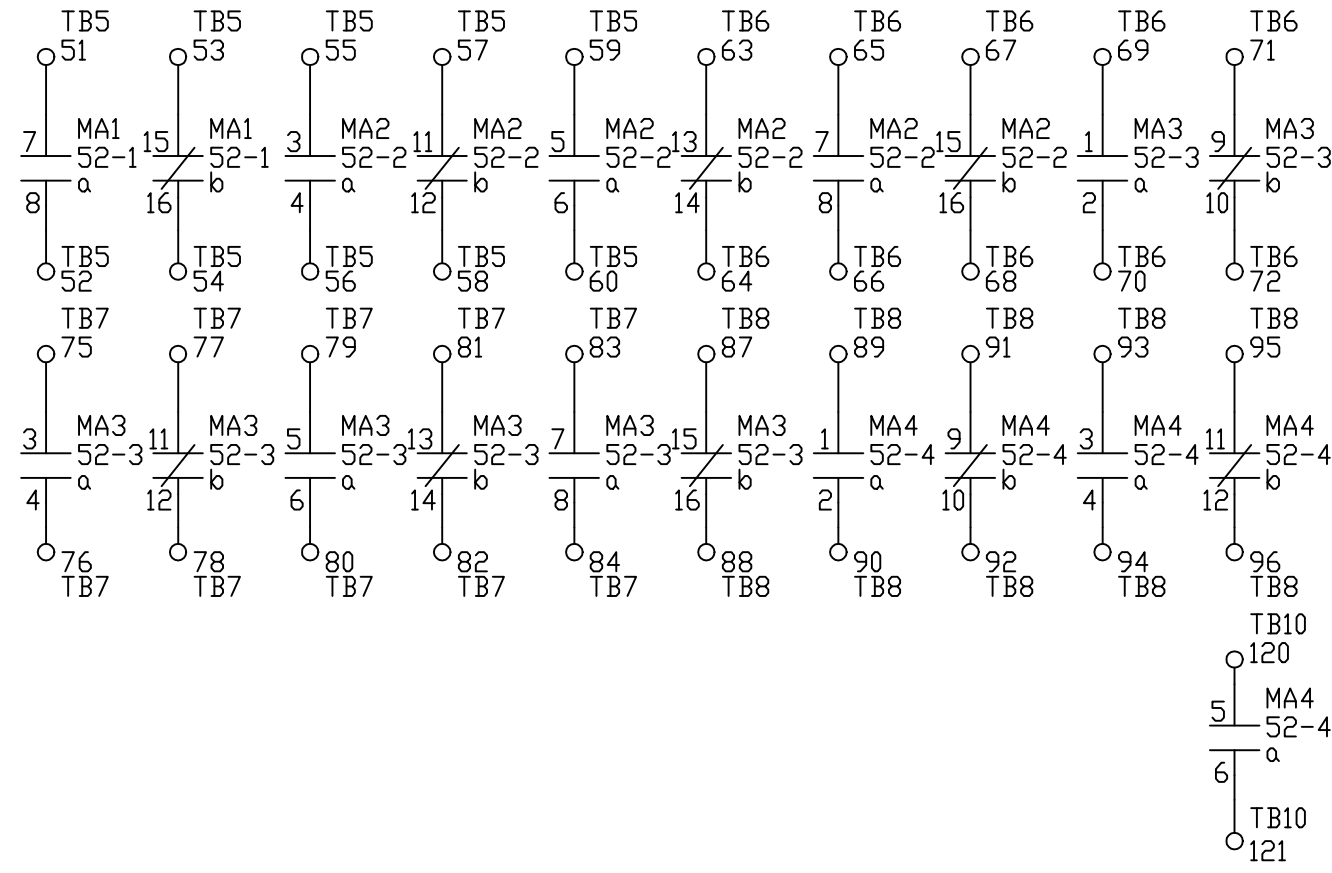 TB5 TB5 TB5 TB5 TB5 TB6 TB6 TB6 TB6 TB6
51 53 55 57 59 63 65 67 69 71
7 MA1 15 MA1 3 MA2 11 MA2 5 MA2 13 MA2 7 MA2 15 MA2 1 MA3 9 MA3
52-1 52-1 52-2 52-2 52-2 52-2 52-2 52-2 52-3 52-3
a b a b a b a b a b
8 16 4 12 6 14 8 16 2 10
TB5 TB5 TB5 TB5 TB5 TB6 TB6 TB6 TB6 TB6
52 54 56 58 60 64 66 68 70 72
TB7 TB7 TB7 TB7 TB7 TB8 TB8 TB8 TB8 TB8
75 77 79 81 83 87 89 91 93 95
3 MA3 11 MA3 5 MA3 13 MA3 7 MA3 15 MA3 1 MA4 9 MA4 3 MA4 11 MA4
52-3 52-3 52-3 52-3 52-3 52-3 52-4 52-4 52-4 52-4
a b a b a b a b a b
4 12 6 14 8 16 2 10 4 12
76 78 80 82 84 88 90 92 94 96
TB7 TB7 TB7 TB7 TB7 TB8 TB8 TB8 TB8 TB8
TB10
120
5 MA4
52-4
a
6
TB10
121